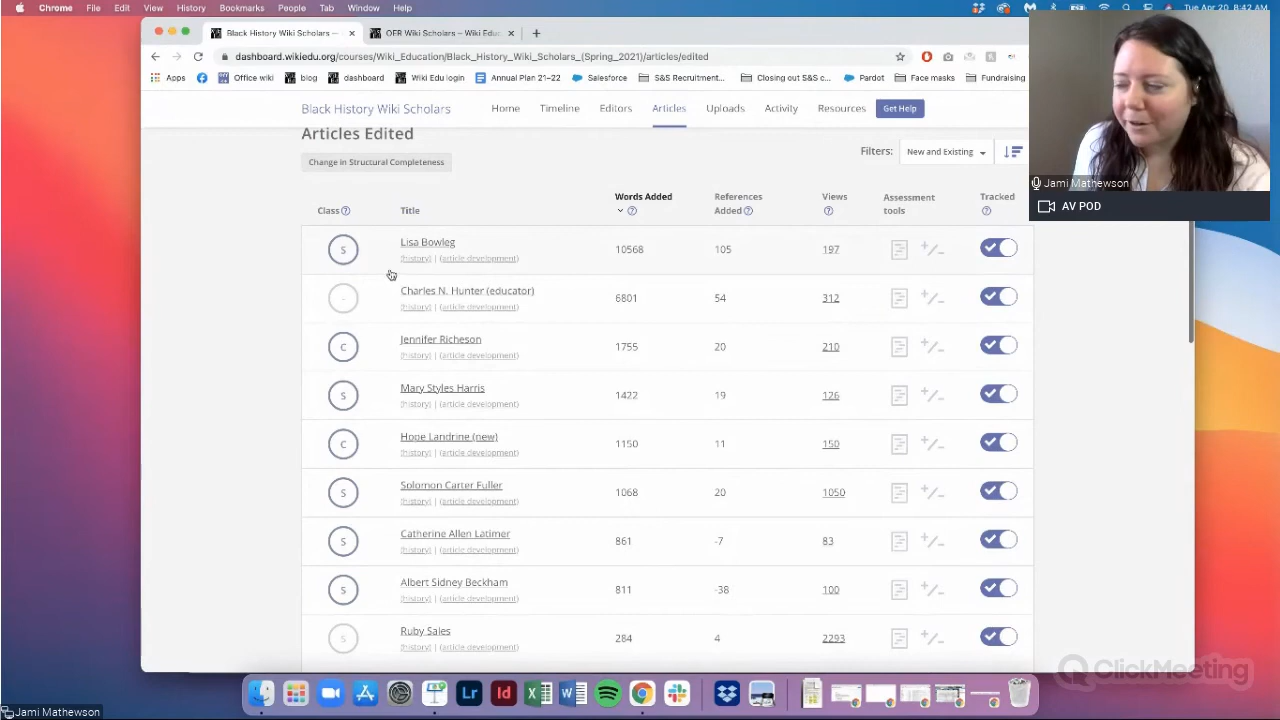 Chrome File Edit View History Bookmarks People Tab Window Help
Tue Apr 20 8:42 AM
Black History Wiki Scholars — × OER Wiki Scholars – Wiki Educ × +
dashboard.wikiedu.org/courses/Wiki_Education/Black_History_Wiki_Scholars_(Spring_2021)/articles/edited
Apps Office wiki blog dashboard Wiki Edu login Annual Plan 21–22 Salesforce S&S Recruitment... Closing out S&S c... Pardot Face masks Fundraising
Black History Wiki Scholars Home Timeline Editors Articles Uploads Activity Resources Get Help
Articles Edited
Change in Structural Completeness
Filters: New and Existing
Class ? Title Words Added ? References Added ? Views ? Assessment tools Tracked ?
S Lisa Bowleg 10568 105 197 +/-
(history) | (article development)
- Charles N. Hunter (educator) 6801 54 312 +/-
(history) | (article development)
C Jennifer Richeson 1755 20 210 +/-
(history) | (article development)
S Mary Styles Harris 1422 19 126 +/-
(history) | (article development)
C Hope Landrine (new) 1150 11 150 +/-
(history) | (article development)
S Solomon Carter Fuller 1068 20 1050 +/-
(history) | (article development)
S Catherine Allen Latimer 861 -7 83 +/-
(history) | (article development)
S Albert Sidney Beckham 811 -38 100 +/-
(history) | (article development)
S Ruby Sales 284 4 2293 +/-
(history) | (article development)
Jami Mathewson
AV POD
ClickMeeting
Lr Id
Jami Mathewson